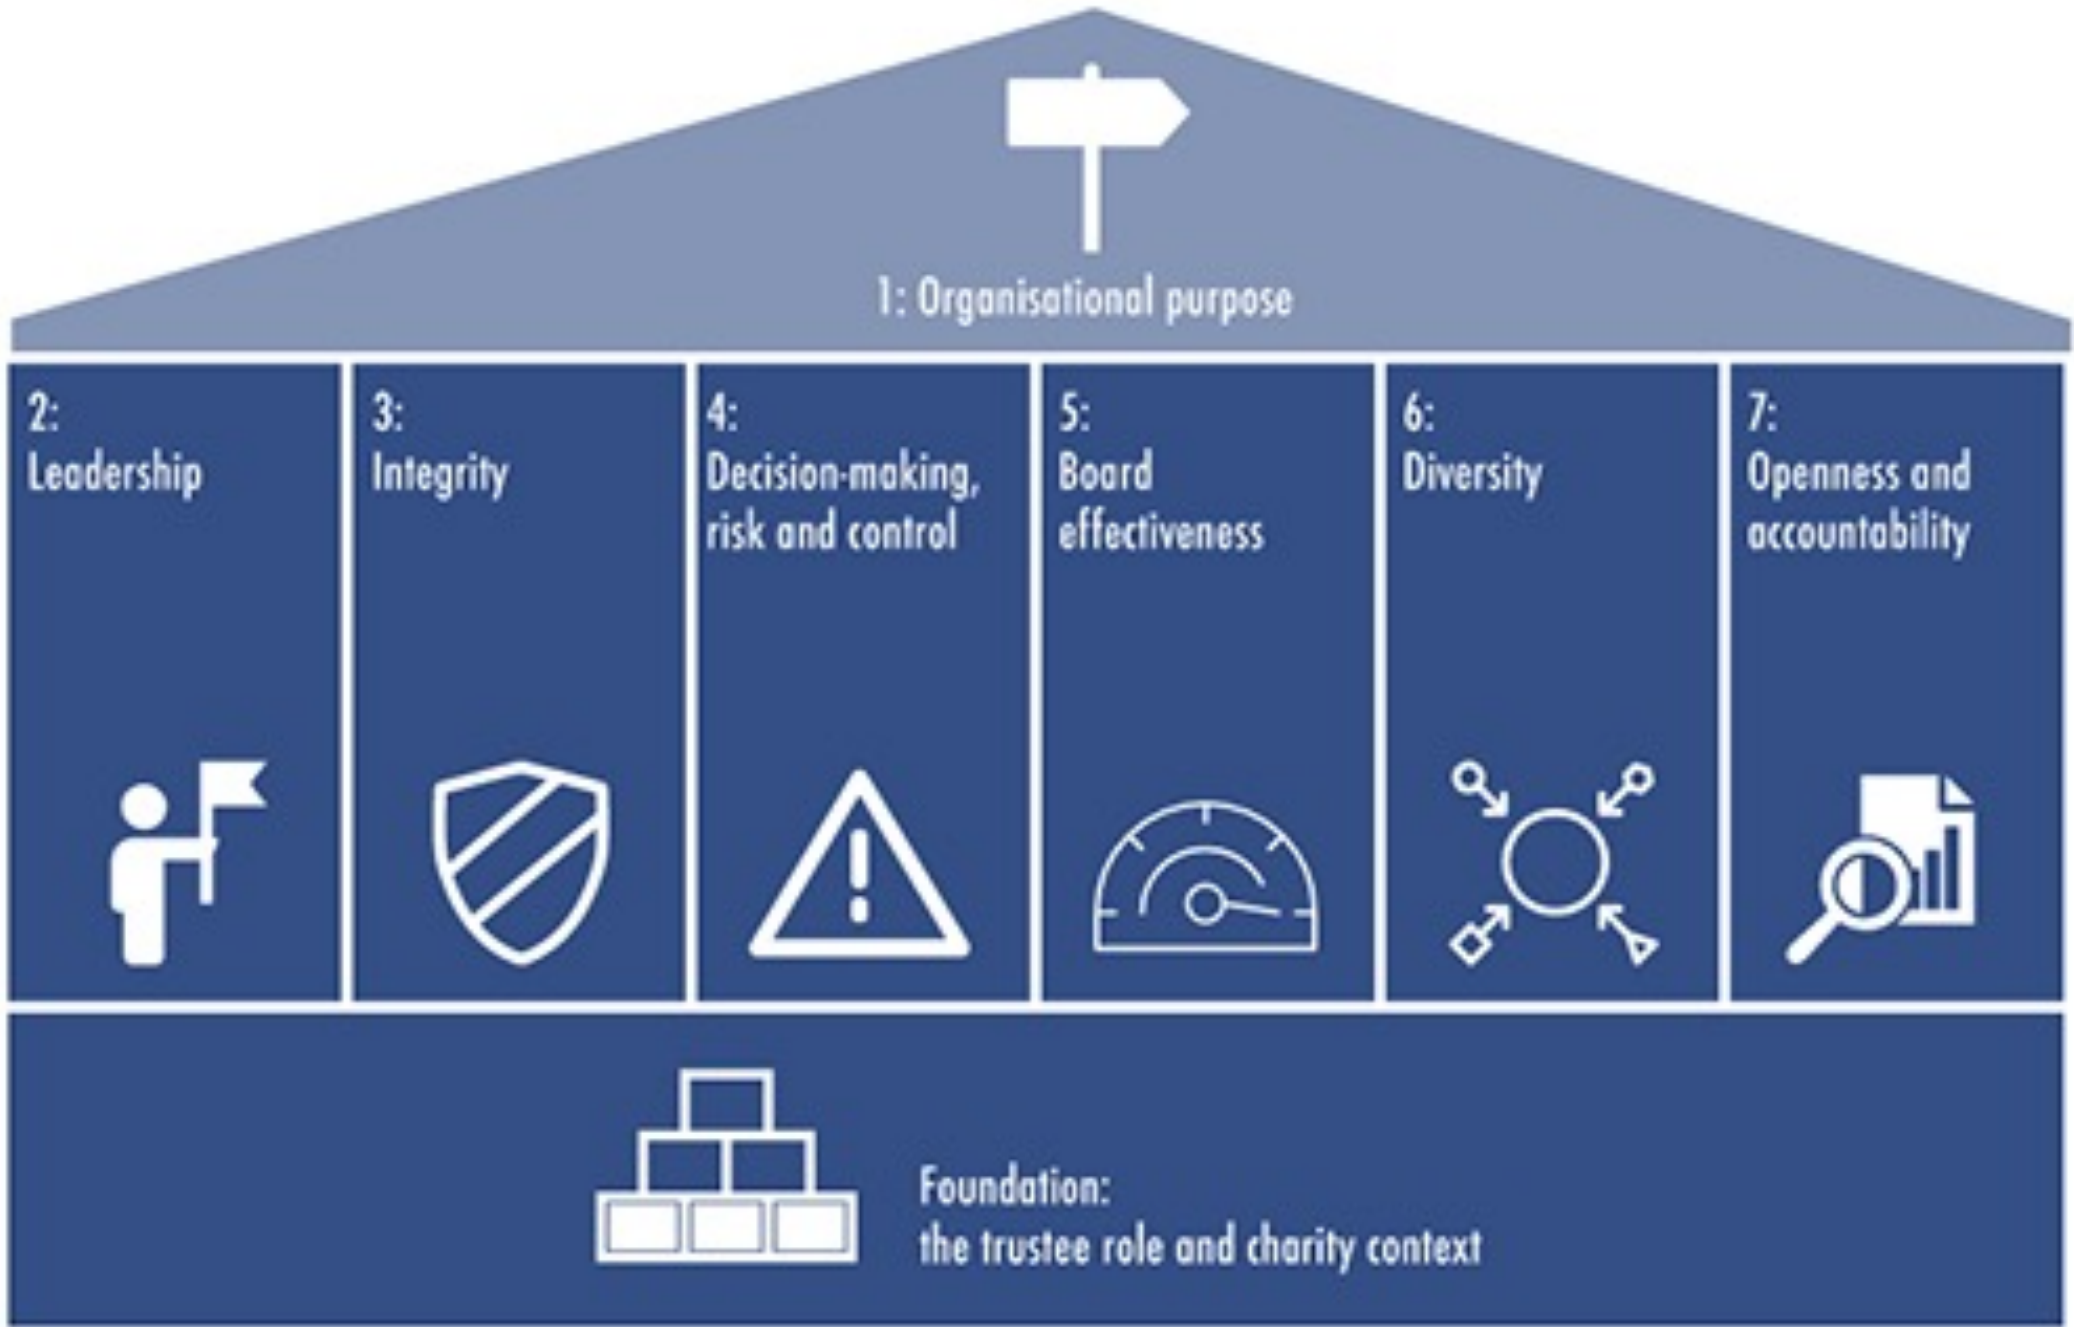 1: Organisational purpose
2:
Leadership
3:
Integrity
4:
Decision-making,
risk and control
5:
Board
effectiveness
6:
Diversity
7:
Openness and
accountability
Foundation:
the trustee role and charity context